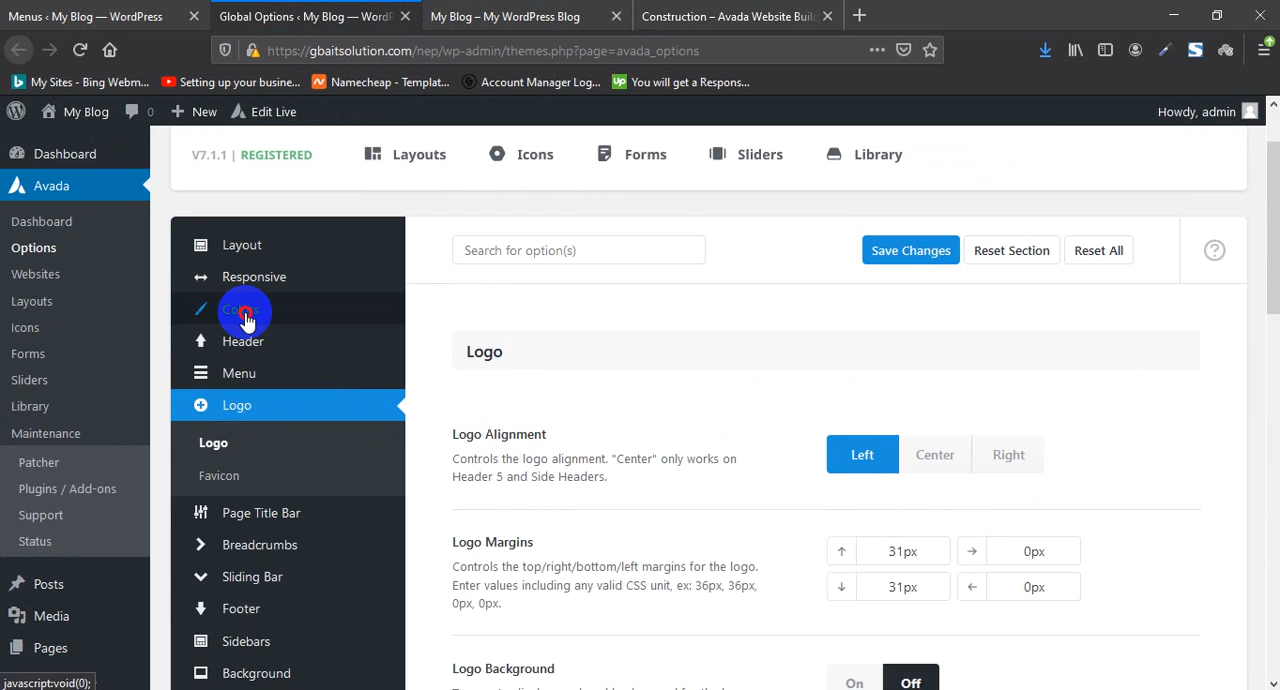 Menus ‹ My Blog — WordPress
Global Options ‹ My Blog — WordP
My Blog – My WordPress Blog
Construction – Avada Website Buil
https://gbaitsolution.com/nep/wp-admin/themes.php?page=avada_options
My Sites - Bing Webm...
Setting up your busine...
Namecheap - Templat...
Account Manager Log...
Up You will get a Respon...
My Blog
0
New
Edit Live
Howdy, admin
Dashboard
Avada
Dashboard
Options
Websites
Layouts
Icons
Forms
Sliders
Library
Maintenance
Patcher
Plugins / Add-ons
Support
Status
Posts
Media
Pages
javascript:void(0);
V7.1.1 | REGISTERED
Layouts
Icons
Forms
Sliders
Library
Layout
Responsive
Colors
Header
Menu
Logo
Logo
Favicon
Page Title Bar
Breadcrumbs
Sliding Bar
Footer
Sidebars
Background
Search for option(s)
Save Changes
Reset Section
Reset All
Logo
Logo Alignment
Controls the logo alignment. "Center" only works on
Header 5 and Side Headers.
Left
Center
Right
Logo Margins
Controls the top/right/bottom/left margins for the logo.
Enter values including any valid CSS unit, ex: 36px, 36px,
0px, 0px.
31px
0px
31px
0px
Logo Background
On
Off